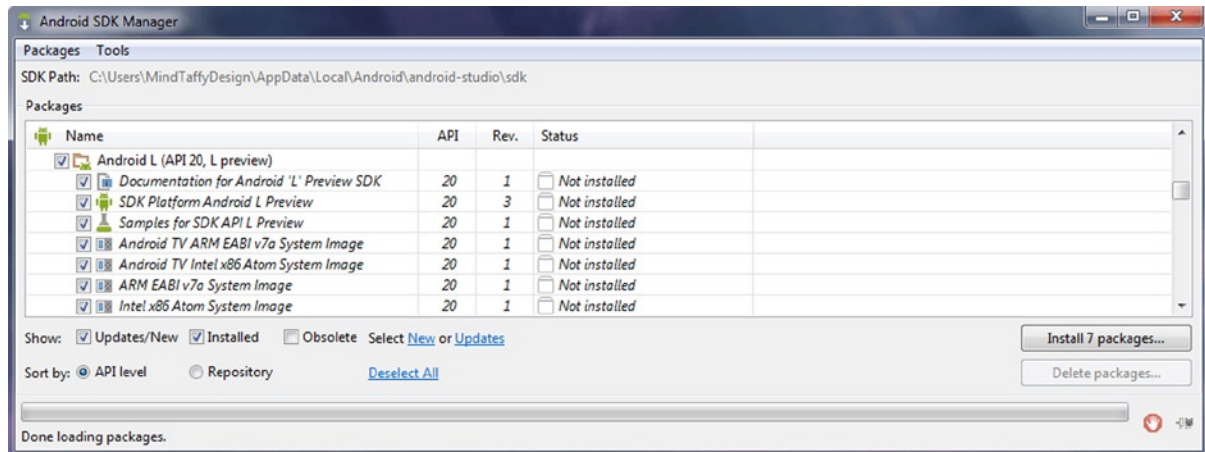 Android SDK Manager
Packages Tools
SDK Path: C:\Users\MindTaffyDesign\AppData\Local\Android\android-studio\sdk
Packages
Name API Rev. Status
Android L (API 20, L preview)
Documentation for Android 'L' Preview SDK 20 1 Not installed
SDK Platform Android L Preview 20 3 Not installed
Samples for SDK API L Preview 20 1 Not installed
Android TV ARM EABI v7a System Image 20 1 Not installed
Android TV Intel x86 Atom System Image 20 1 Not installed
ARM EABI v7a System Image 20 1 Not installed
Intel x86 Atom System Image 20 1 Not installed
Show: Updates/New Installed Obsolete Select New or Updates Install 7 packages...
Sort by: API level Repository Deselect All Delete packages...
Done loading packages.